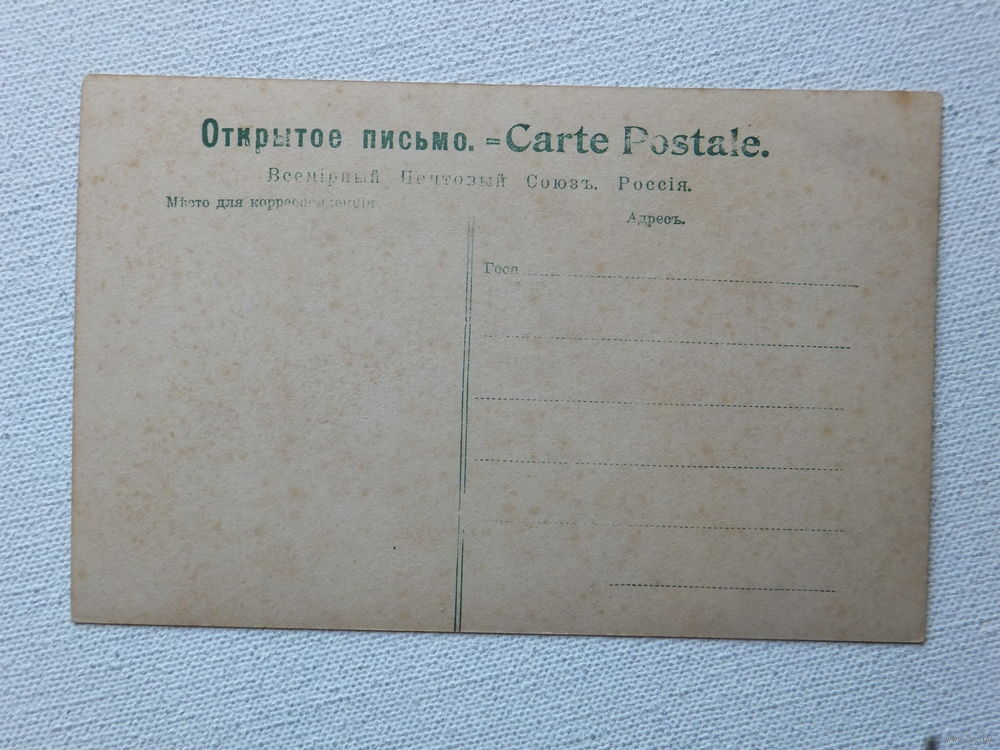 Открытое письмо. = Carte Postale.
Всемірный Почтовый Союзъ. Россія.
Мѣсто для корреспонденціи
Адресъ.
Госп